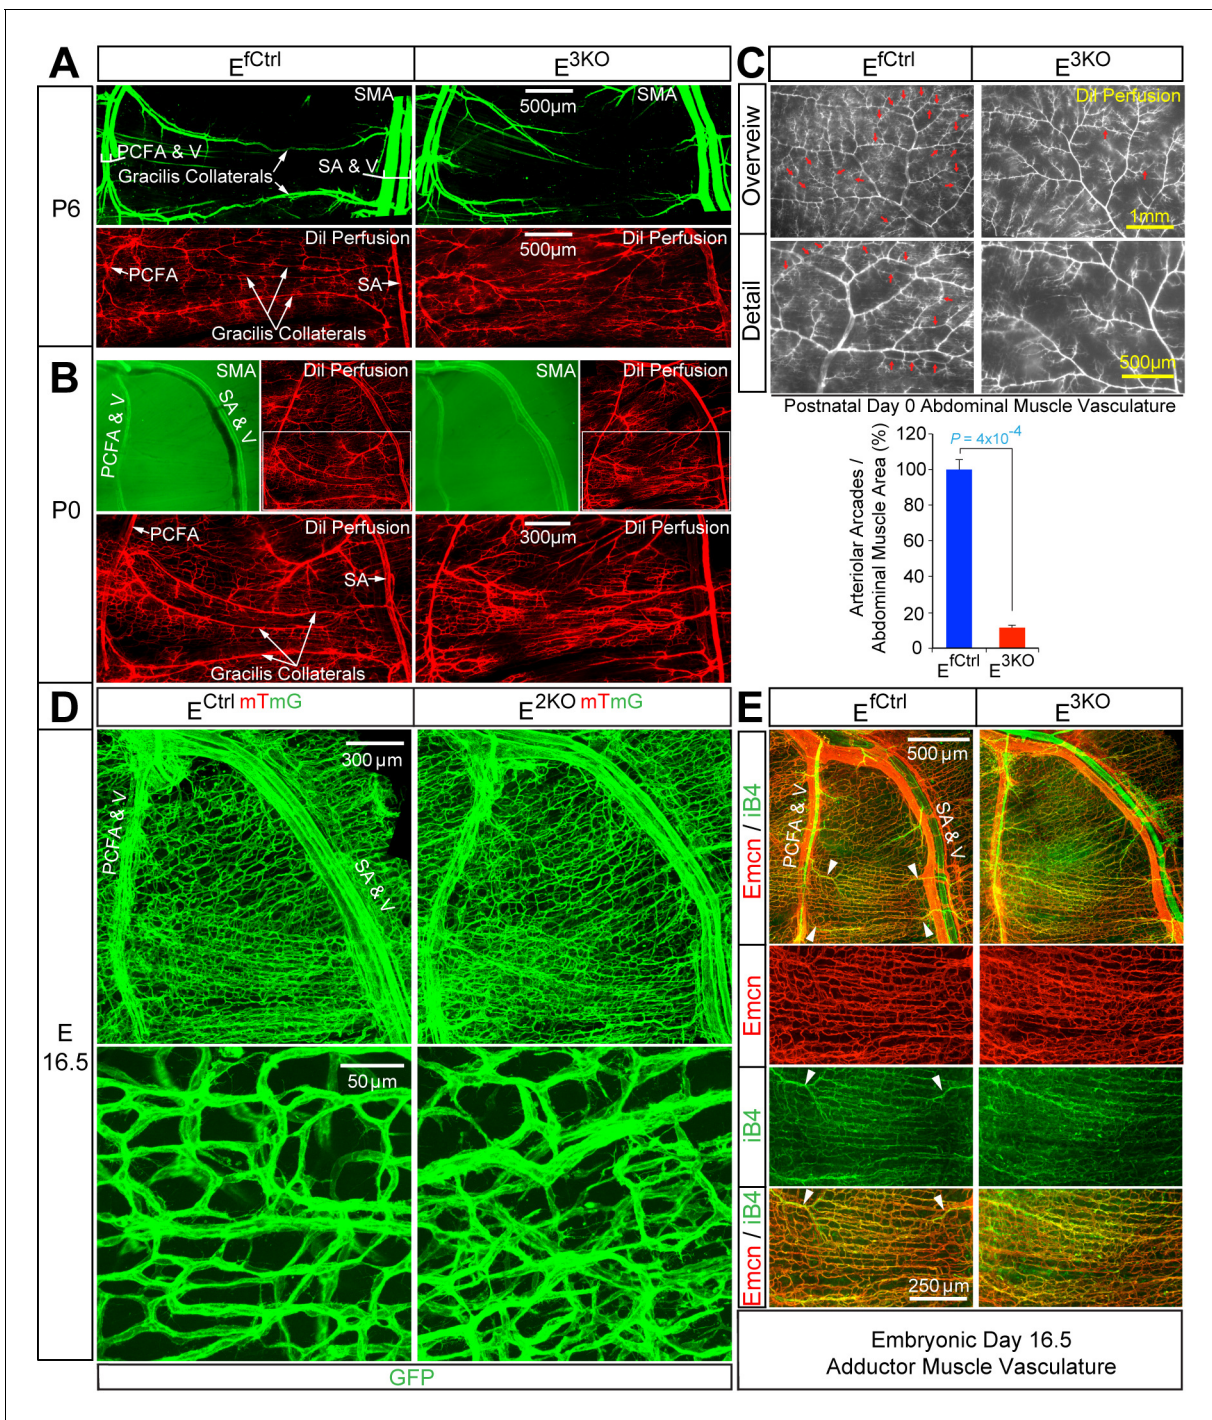 A
E^fCtrl
E^3KO
P6
SMA
PCFA & V
Gracilis Collaterals
SA & V
500µm
SMA
DiI Perfusion
PCFA
SA
Gracilis Collaterals
500µm
DiI Perfusion
B
P0
SMA
PCFA & V
SA & V
DiI Perfusion
SMA
DiI Perfusion
PCFA
DiI Perfusion
SA
Gracilis Collaterals
300µm
DiI Perfusion
C
E^fCtrl
E^3KO
Overveiw
DiI Perfusion
1mm
Detail
500µm
Postnatal Day 0 Abdominal Muscle Vasculature
Arteriolar Arcades /
Abdominal Muscle Area (%)
120
100
80
60
40
20
0
P = 4x10^-4
E^fCtrl
E^3KO
D
E^Ctrl mTmG
E^2KO mTmG
E
16.5
300µm
PCFA & V
SA & V
50µm
GFP
E
E^fCtrl
E^3KO
Emcn / iB4
500 µm
PCFA & V
SA & V
Emcn
iB4
Emcn / iB4
250 µm
Embryonic Day 16.5
Adductor Muscle Vasculature